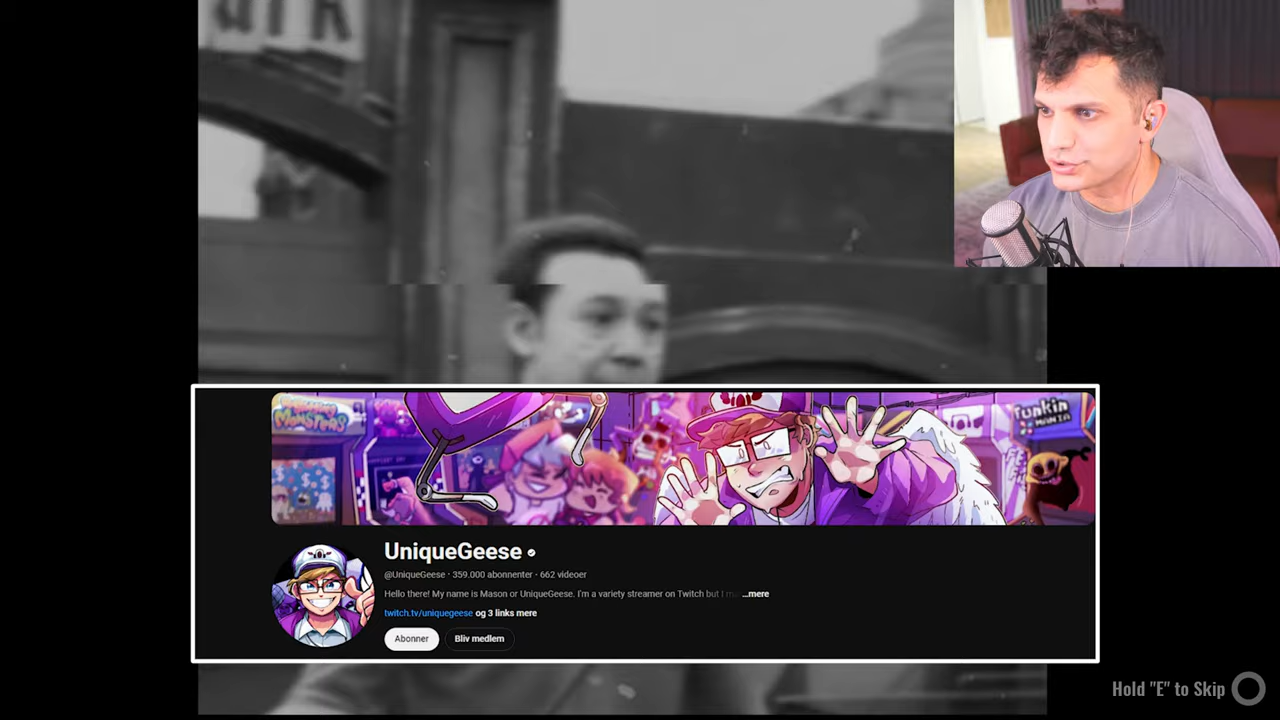 UniqueGeese
@UniqueGeese · 359.000 abonnenter · 662 videoer
Hello there! My name is Mason or UniqueGeese. I'm a variety streamer on Twitch but I ...mere
twitch.tv/uniquegeese og 3 links mere
Abonner
Bliv medlem
Hold "E" to Skip